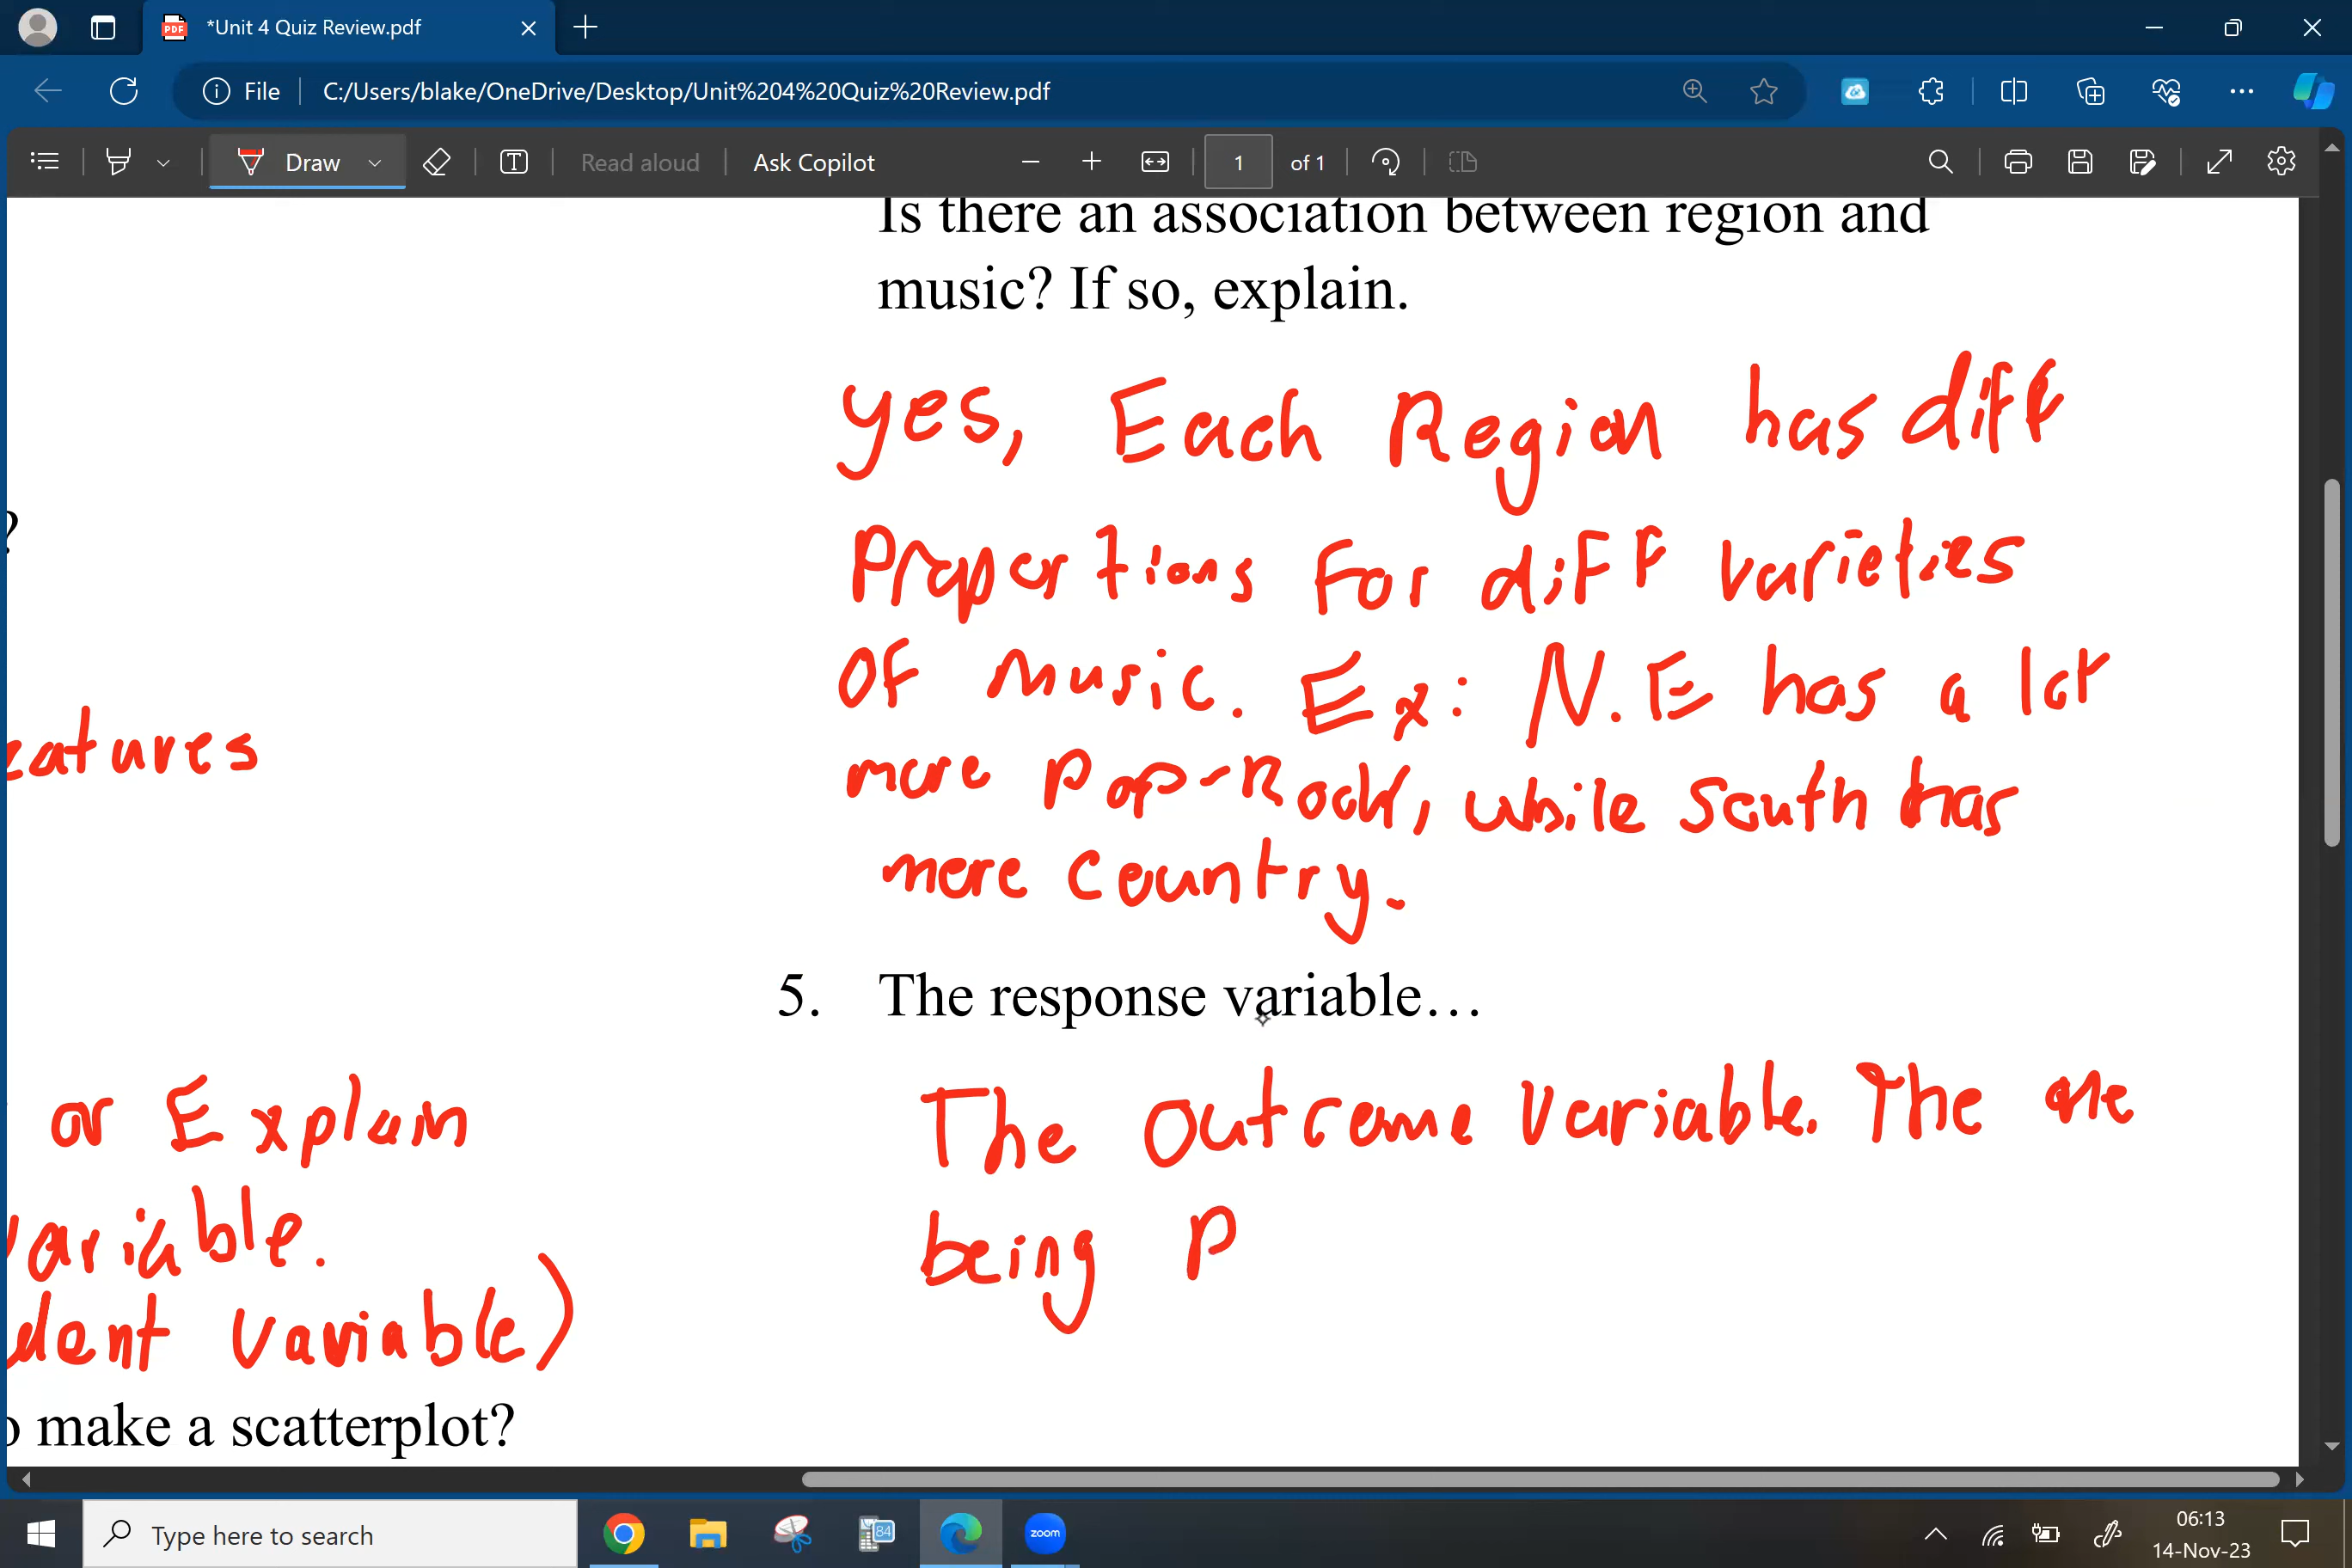 *Unit 4 Quiz Review.pdf
File
C:/Users/blake/OneDrive/Desktop/Unit%204%20Quiz%20Review.pdf
Draw
Read aloud
Ask Copilot
1
of 1
Is there an association between region and
music? If so, explain.
yes, Each Region has diff
Proportions For diff varieties
OF Music. Ex: N.E has a lot
more Pop-Rock, while South has
more Country.
?
eatures
5. The response variable...
The Outcome Variable. The one
being P
or Explain
variable.
dent variable)
o make a scatterplot?
Type here to search
84
zoom
06:13
14-Nov-23